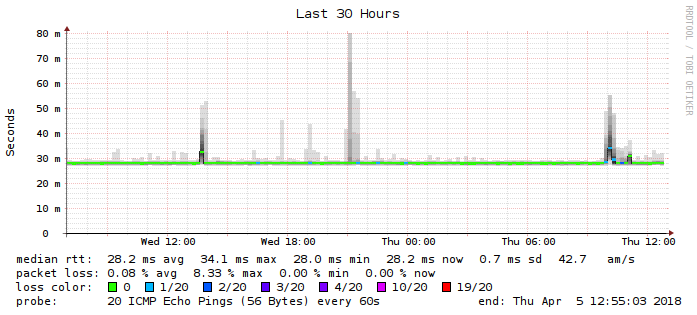 Last 30 Hours
RRDTOOL / TOBI OETIKER
Seconds
80 m
70 m
60 m
50 m
40 m
30 m
20 m
10 m
0
Wed 12:00 Wed 18:00 Thu 00:00 Thu 06:00 Thu 12:00
median rtt: 28.2 ms avg 34.1 ms max 28.0 ms min 28.2 ms now 0.7 ms sd 42.7 am/s
packet loss: 0.08 % avg 8.33 % max 0.00 % min 0.00 % now
loss color: 0 1/20 2/20 3/20 4/20 10/20 19/20
probe: 20 ICMP Echo Pings (56 Bytes) every 60s end: Thu Apr 5 12:55:03 2018